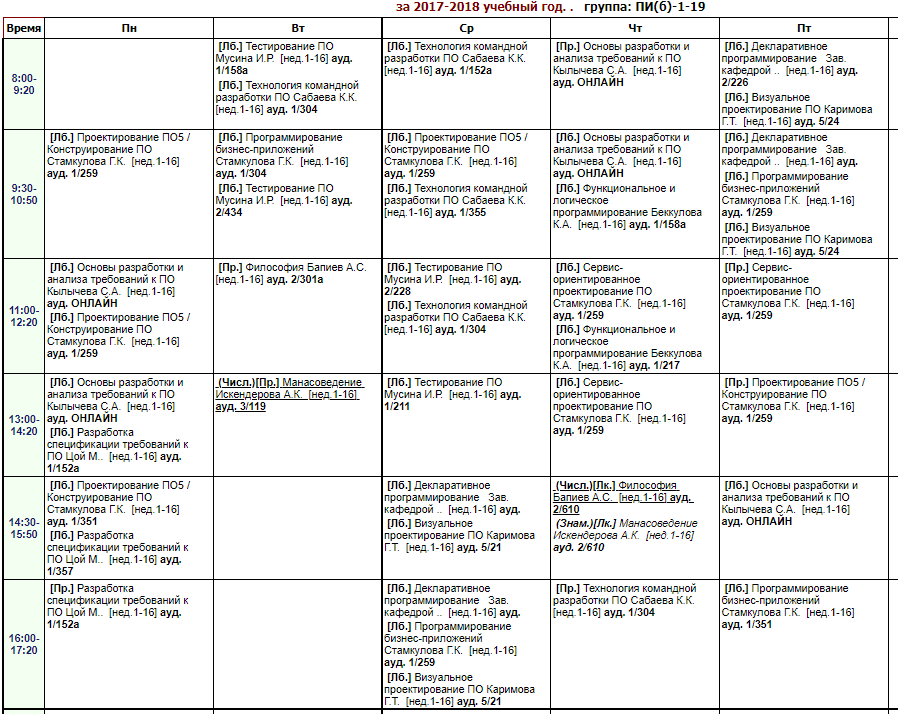 за 2017-2018 учебный год. . группа: ПИ(б)-1-19
Время Пн Вт Ср Чт Пт
8:00-
9:20
[Лб.] Тестирование ПО
Мусина И.Р. [нед.1-16] ауд.
1/158а
[Лб.] Технология командной
разработки ПО Сабаева К.К.
[нед.1-16] ауд. 1/304
[Лб.] Технология командной
разработки ПО Сабаева К.К.
[нед.1-16] ауд. 1/152а
[Пр.] Основы разработки и
анализа требований к ПО
Кылычева С.А. [нед.1-16]
ауд. ОНЛАЙН
[Лб.] Декларативное
программирование Зав.
кафедрой .. [нед.1-16] ауд.
2/226
[Лб.] Визуальное
проектирование ПО Каримова
Г.Т. [нед.1-16] ауд. 5/24
9:30-
10:50
[Лб.] Проектирование ПО5 /
Конструирование ПО
Стамкулова Г.К. [нед.1-16]
ауд. 1/259
[Лб.] Программирование
бизнес-приложений
Стамкулова Г.К. [нед.1-16]
ауд. 1/304
[Лб.] Тестирование ПО
Мусина И.Р. [нед.1-16] ауд.
2/434
[Лб.] Проектирование ПО5 /
Конструирование ПО
Стамкулова Г.К. [нед.1-16]
ауд. 1/259
[Лб.] Технология командной
разработки ПО Сабаева К.К.
[нед.1-16] ауд. 1/355
[Лб.] Основы разработки и
анализа требований к ПО
Кылычева С.А. [нед.1-16]
ауд. ОНЛАЙН
[Лб.] Функциональное и
логическое
программирование Беккулова
К.А. [нед.1-16] ауд. 1/158а
[Лб.] Декларативное
программирование Зав.
кафедрой .. [нед.1-16] ауд.
[Лб.] Программирование
бизнес-приложений
Стамкулова Г.К. [нед.1-16]
ауд. 1/259
[Лб.] Визуальное
проектирование ПО Каримова
Г.Т. [нед.1-16] ауд. 5/24
11:00-
12:20
[Лб.] Основы разработки и
анализа требований к ПО
Кылычева С.А. [нед.1-16]
ауд. ОНЛАЙН
[Лб.] Проектирование ПО5 /
Конструирование ПО
Стамкулова Г.К. [нед.1-16]
ауд. 1/259
[Пр.] Философия Бапиев А.С.
[нед.1-16] ауд. 2/301а
[Лб.] Тестирование ПО
Мусина И.Р. [нед.1-16] ауд.
2/228
[Лб.] Технология командной
разработки ПО Сабаева К.К.
[нед.1-16] ауд. 1/304
[Лб.] Сервис-
ориентированное
проектирование ПО
Стамкулова Г.К. [нед.1-16]
ауд. 1/259
[Лб.] Функциональное и
логическое
программирование Беккулова
К.А. [нед.1-16] ауд. 1/217
[Пр.] Сервис-
ориентированное
проектирование ПО
Стамкулова Г.К. [нед.1-16]
ауд. 1/259
13:00-
14:20
[Лб.] Основы разработки и
анализа требований к ПО
Кылычева С.А. [нед.1-16]
ауд. ОНЛАЙН
[Лб.] Разработка
спецификации требований к
ПО Цой М.. [нед.1-16] ауд.
1/152а
(Числ.)[Пр.] Манасоведение
Искендерова А.К. [нед.1-16]
ауд. 3/119
[Лб.] Тестирование ПО
Мусина И.Р. [нед.1-16] ауд.
1/211
[Лб.] Сервис-
ориентированное
проектирование ПО
Стамкулова Г.К. [нед.1-16]
ауд. 1/259
[Пр.] Проектирование ПО5 /
Конструирование ПО
Стамкулова Г.К. [нед.1-16]
ауд. 1/259
14:30-
15:50
[Лб.] Проектирование ПО5 /
Конструирование ПО
Стамкулова Г.К. [нед.1-16]
ауд. 1/351
[Лб.] Разработка
спецификации требований к
ПО Цой М.. [нед.1-16] ауд.
1/357
[Лб.] Декларативное
программирование Зав.
кафедрой .. [нед.1-16] ауд.
[Лб.] Визуальное
проектирование ПО Каримова
Г.Т. [нед.1-16] ауд. 5/21
(Числ.)[Лк.] Философия
Бапиев А.С. [нед.1-16] ауд.
2/610
(Знам.)[Лк.] Манасоведение
Искендерова А.К. [нед.1-16]
ауд. 2/610
[Лб.] Основы разработки и
анализа требований к ПО
Кылычева С.А. [нед.1-16]
ауд. ОНЛАЙН
16:00-
17:20
[Пр.] Разработка
спецификации требований к
ПО Цой М.. [нед.1-16] ауд.
1/152а
[Лб.] Декларативное
программирование Зав.
кафедрой .. [нед.1-16] ауд.
[Лб.] Программирование
бизнес-приложений
Стамкулова Г.К. [нед.1-16]
ауд. 1/259
[Лб.] Визуальное
проектирование ПО Каримова
Г.Т. [нед.1-16] ауд. 5/21
[Пр.] Технология командной
разработки ПО Сабаева К.К.
[нед.1-16] ауд. 1/304
[Лб.] Программирование
бизнес-приложений
Стамкулова Г.К. [нед.1-16]
ауд. 1/351